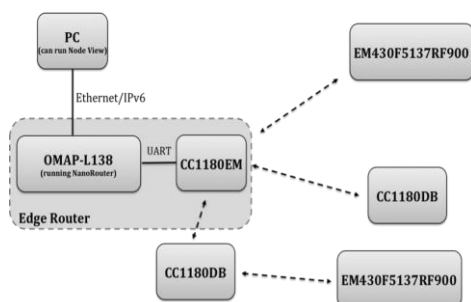 PC
(can run Node View)
EM430F5137RF900
Ethernet/IPv6
OMAP-L138
(running NanoRouter)
UART
CC1180EM
Edge Router
CC1180DB
CC1180DB
EM430F5137RF900